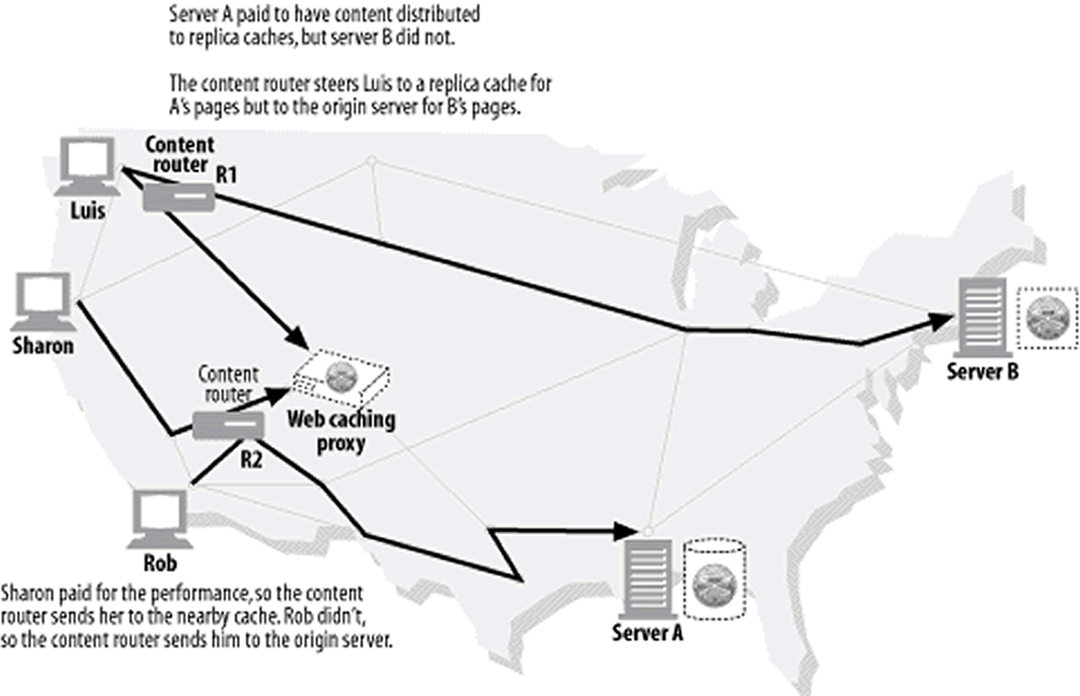 Server A paid to have content distributed
to replica caches, but server B did not.
The content router steers Luis to a replica cache for
A's pages but to the origin server for B's pages.
Content
router
R1
Luis
Sharon
Content
router
R2
Web caching
proxy
Server B
Rob
Server A
Sharon paid for the performance, so the content
router sends her to the nearby cache. Rob didn't,
so the content router sends him to the origin server.